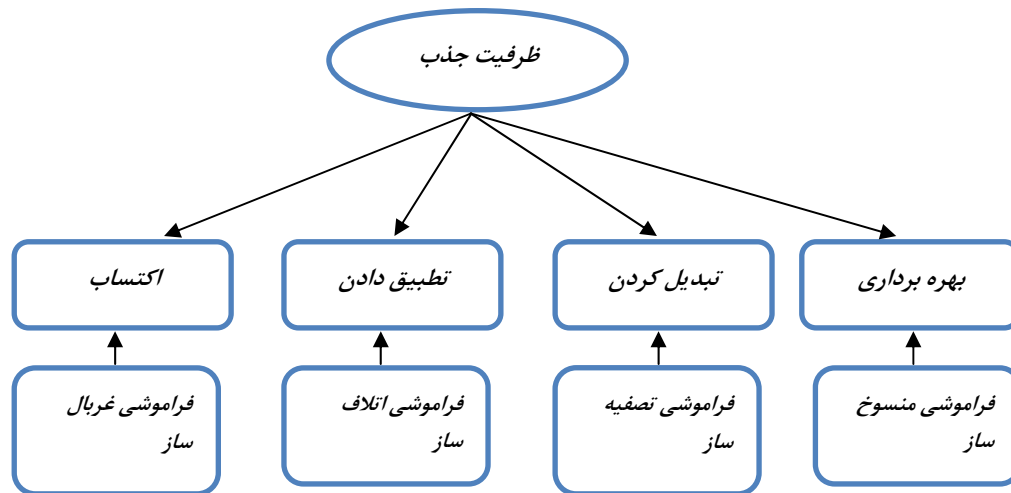 ظرفیت جذب
بهره برداری
تبدیل کردن
تطبیق دادن
اکتساب
فراموشی منسوخ
ساز
فراموشی تصفیه
ساز
فراموشی اتلاف
ساز
فراموشی غربال
ساز